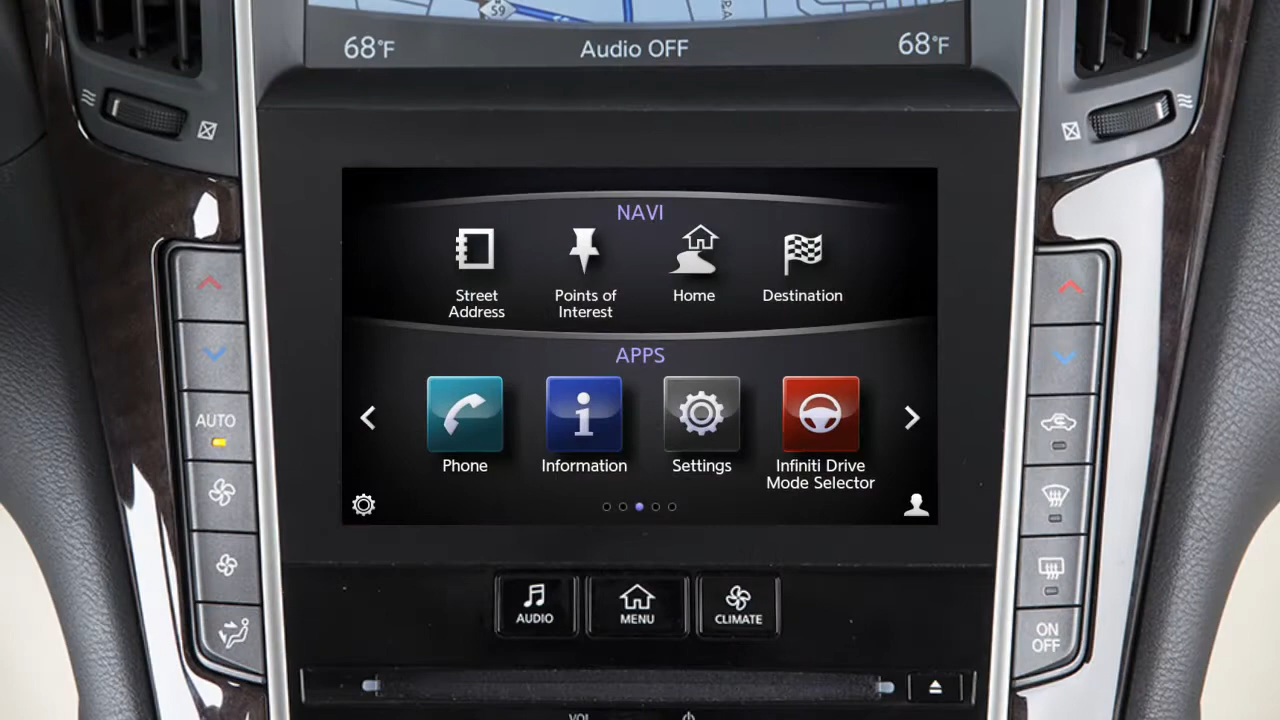 59
68°F
Audio OFF
68°F
NAVI
Street
Address
Points of
Interest
Home
Destination
APPS
Phone
Information
Settings
Infiniti Drive
Mode Selector
AUTO
AUDIO
MENU
CLIMATE
ON
OFF
VOL